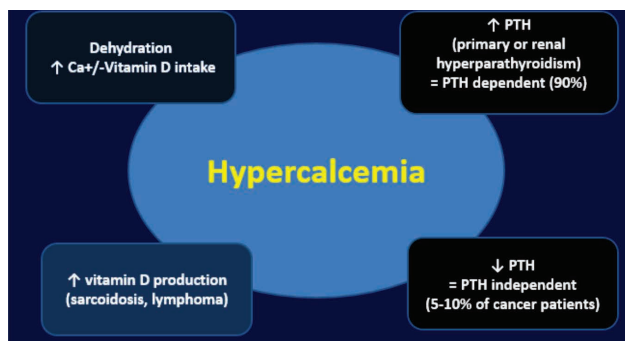 Dehydration
↑ Ca+/-Vitamin D intake
↑ PTH
(primary or renal
hyperparathyroidism)
= PTH dependent (90%)
Hypercalcemia
↑ vitamin D production
(sarcoidosis, lymphoma)
↓ PTH
= PTH independent
(5-10% of cancer patients)